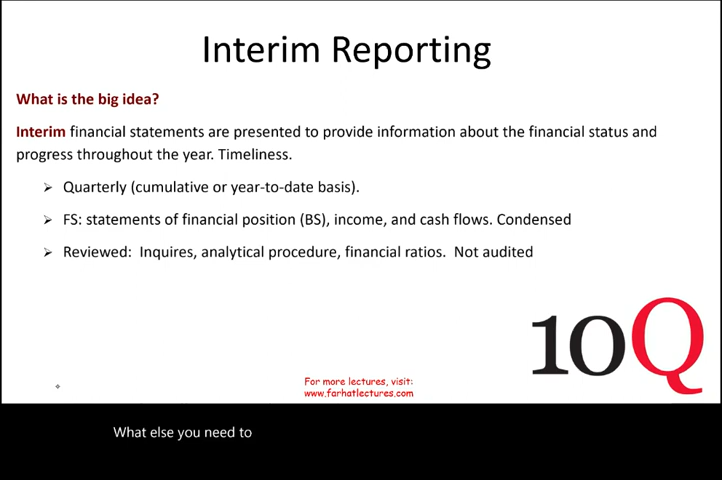 Interim Reporting
What is the big idea?
Interim financial statements are presented to provide information about the financial status and
progress throughout the year. Timeliness.
➢ Quarterly (cumulative or year-to-date basis).
➢ FS: statements of financial position (BS), income, and cash flows. Condensed
➢ Reviewed: Inquires, analytical procedure, financial ratios. Not audited
10Q
For more lectures, visit:
www.farhatlectures.com
What else you need to